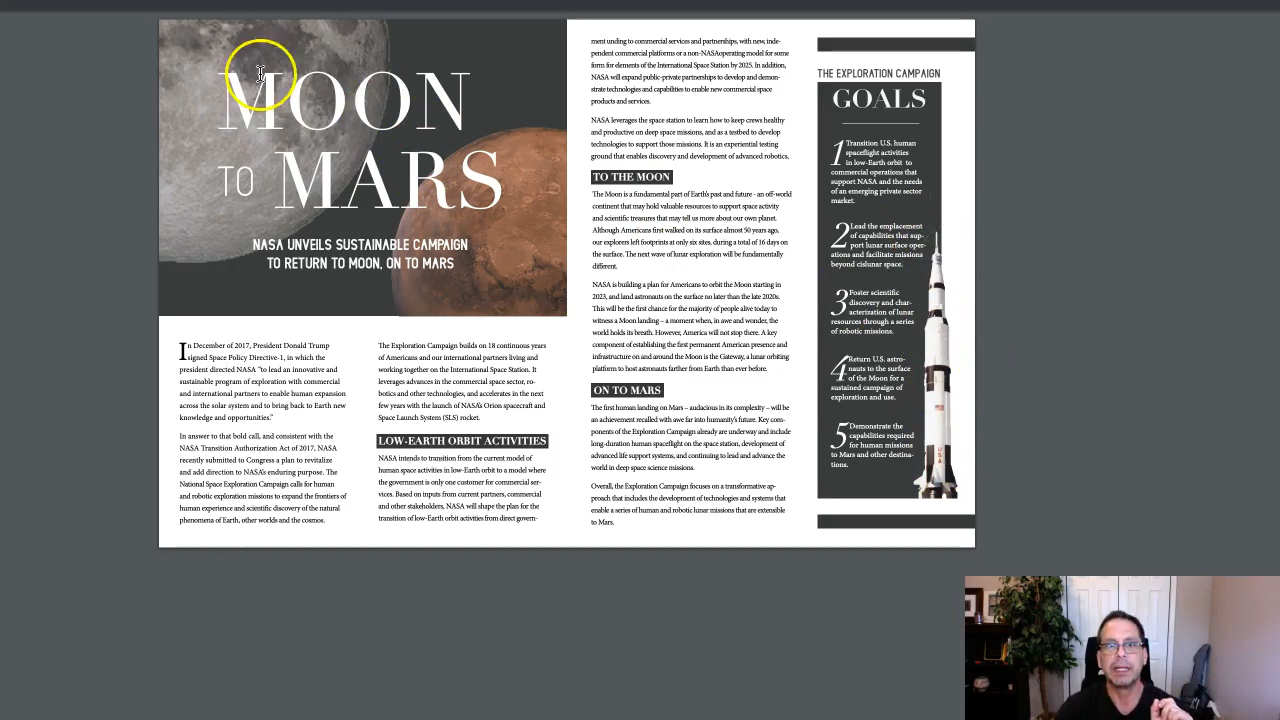 MOON
TO MARS
NASA UNVEILS SUSTAINABLE CAMPAIGN
TO RETURN TO MOON, ON TO MARS
In December of 2017, President Donald Trump
signed Space Policy Directive-1, in which the
president directed NASA “to lead an innovative and
sustainable program of exploration with commercial
and international partners to enable human expansion
across the solar system and to bring back to Earth new
knowledge and opportunities.”
In answer to that bold call, and consistent with the
NASA Transition Authorization Act of 2017, NASA
recently submitted to Congress a plan to revitalize
and add direction to NASA’s enduring purpose. The
National Space Exploration Campaign calls for human
and robotic exploration missions to expand the frontiers of
human experience and scientific discovery of the natural
phenomena of Earth, other worlds and the cosmos.
The Exploration Campaign builds on 18 continuous years
of Americans and our international partners living and
working together on the International Space Station. It
leverages advances in the commercial space sector, ro-
botics and other technologies, and accelerates in the next
few years with the launch of NASA’s Orion spacecraft and
Space Launch System (SLS) rocket.
LOW-EARTH ORBIT ACTIVITIES
NASA intends to transition from the current model of
human space activities in low-Earth orbit to a model where
the government is only one customer for commercial ser-
vices. Based on inputs from current partners, commercial
and other stakeholders, NASA will shape the plan for the
transition of low-Earth orbit activities from direct govern-
ment unding to commercial services and partnerships, with new, inde-
pendent commercial platforms or a non-NASAoperating model for some
form for elements of the International Space Station by 2025. In addition,
NASA will expand public-private partnerships to develop and demon-
strate technologies and capabilities to enable new commercial space
products and services.
NASA leverages the space station to learn how to keep crews healthy
and productive on deep space missions, and as a testbed to develop
technologies to support those missions. It is an experiential testing
ground that enables discovery and development of advanced robotics,
TO THE MOON
The Moon is a fundamental part of Earth’s past and future - an off-world
continent that may hold valuable resources to support space activity
and scientific treasures that may tell us more about our own planet.
Although Americans first walked on its surface almost 50 years ago,
our explorers left footprints at only six sites, during a total of 16 days on
the surface. The next wave of lunar exploration will be fundamentally
different.
NASA is building a plan for Americans to orbit the Moon starting in
2023, and land astronauts on the surface no later than the late 2020s.
This will be the first chance for the majority of people alive today to
witness a Moon landing – a moment when, in awe and wonder, the
world holds its breath. However, America will not stop there. A key
component of establishing the first permanent American presence and
infrastructure on and around the Moon is the Gateway, a lunar orbiting
platform to host astronauts farther from Earth than ever before.
ON TO MARS
The first human landing on Mars – audacious in its complexity – will be
an achievement recalled with awe far into humanity’s future. Key com-
ponents of the Exploration Campaign already are underway and include
long-duration human spaceflight on the space station, development of
advanced life support systems, and continuing to lead and advance the
world in deep space science missions.
Overall, the Exploration Campaign focuses on a transformative ap-
proach that includes the development of technologies and systems that
enable a series of human and robotic lunar missions that are extensible
to Mars.
THE EXPLORATION CAMPAIGN
GOALS
1 Transition U.S. human
spaceflight activities
in low-Earth orbit to
commercial operations that
support NASA and the needs
of an emerging private sector
market.
2 Lead the emplacement
of capabilities that sup-
port lunar surface oper-
ations and facilitate missions
beyond cislunar space.
3 Foster scientific
discovery and char-
acterization of lunar
resources through a series
of robotic missions.
4 Return U.S. astro-
nauts to the surface
of the Moon for a
sustained campaign of
exploration and use.
5 Demonstrate the
capabilities required
for human missions
to Mars and other destina-
tions.
USA